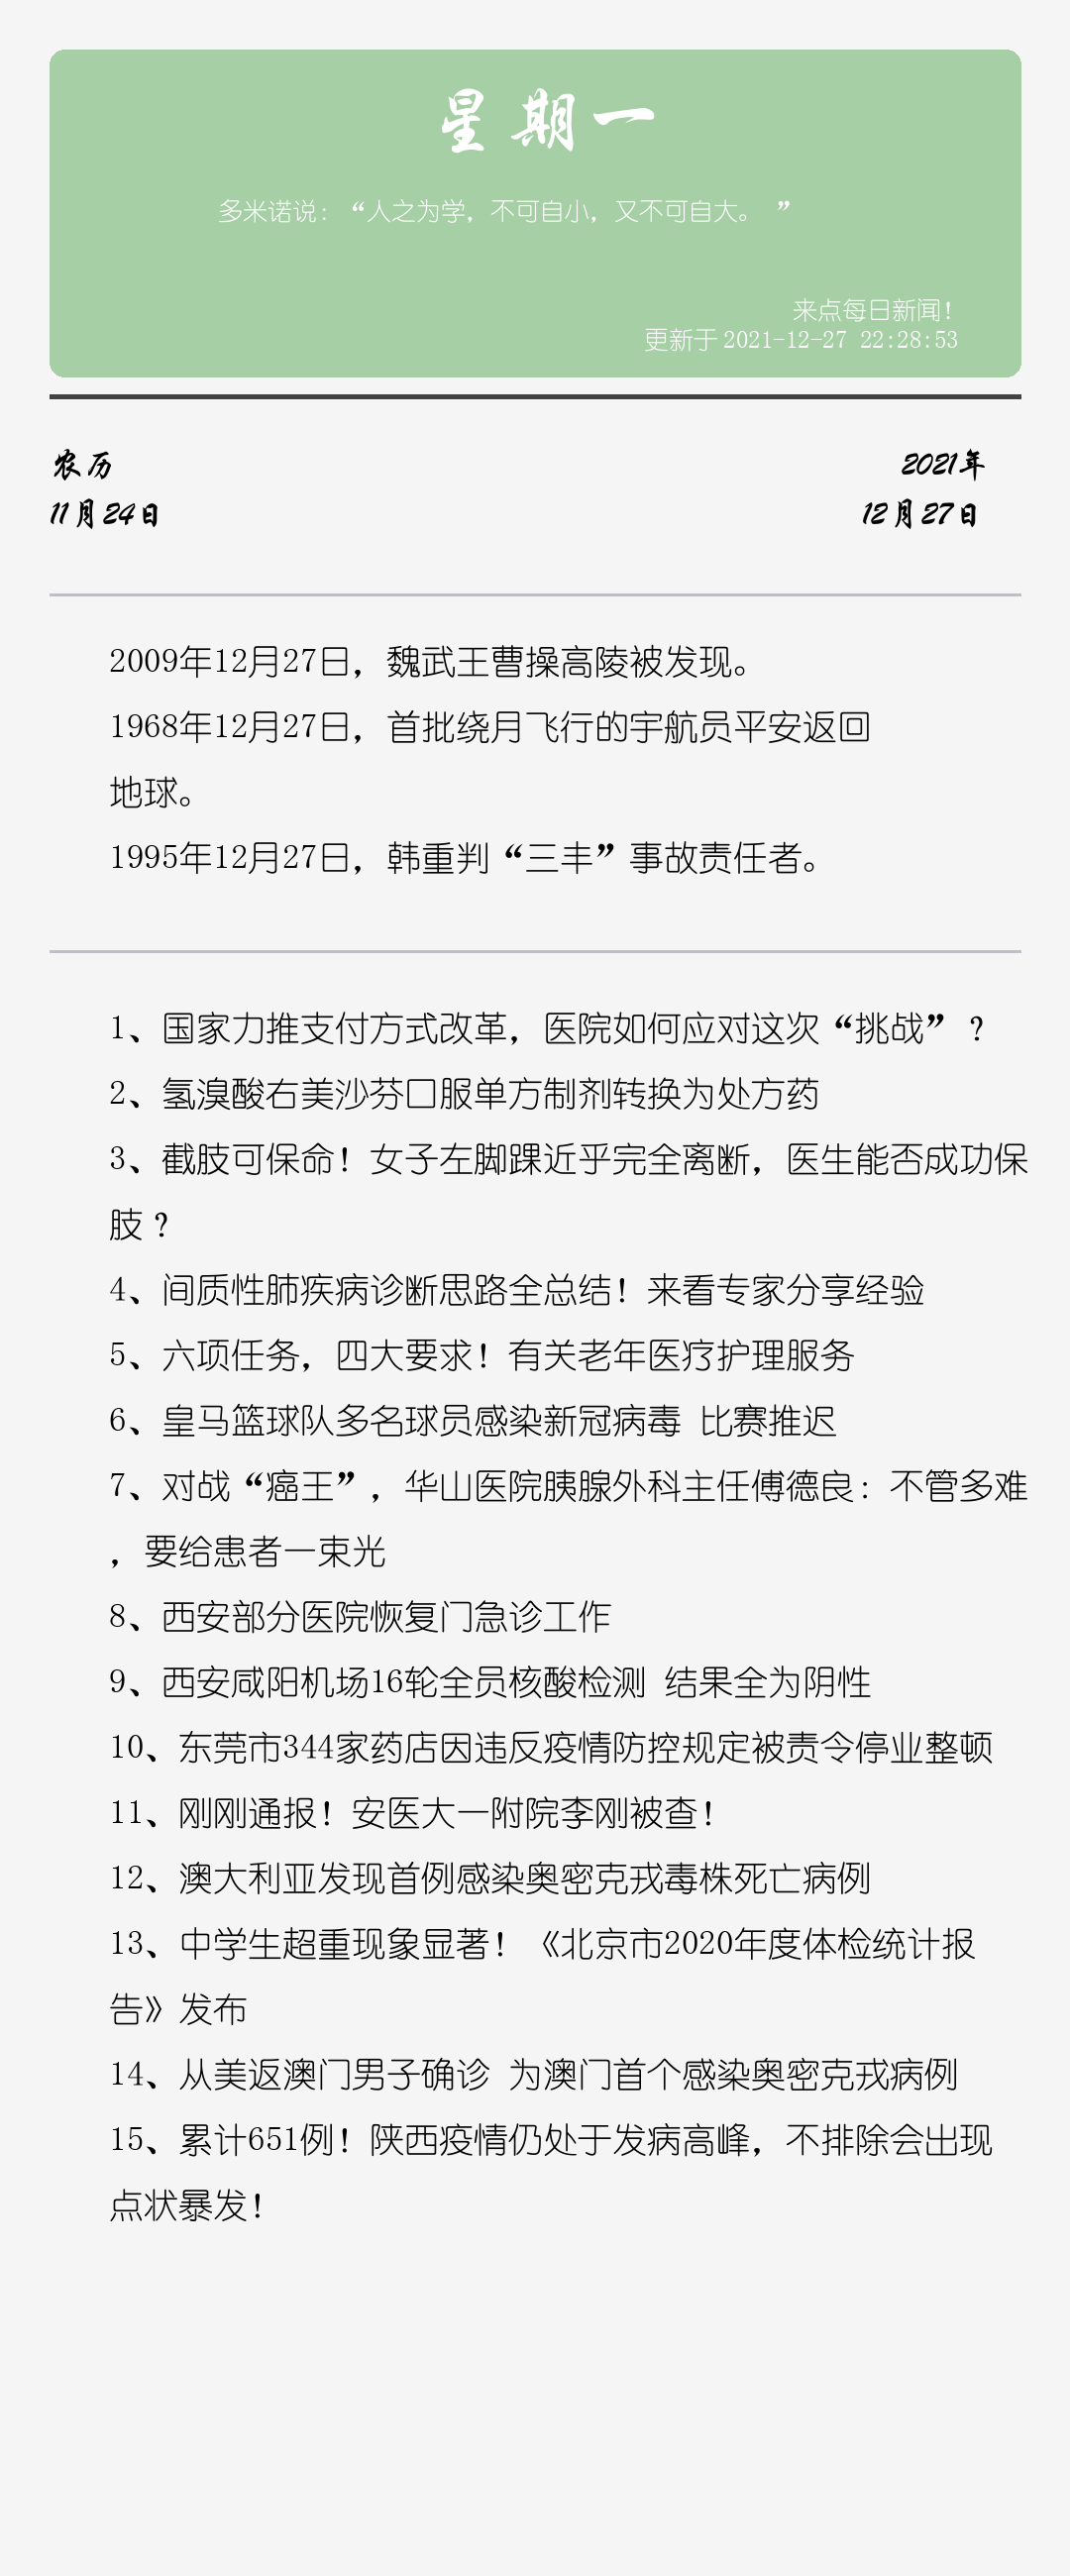 星期一
多米诺说：“人之为学，不可自小，又不可自大。 ”
来点每日新闻！
更新于 2021-12-27 22:28:53
农历
2021年
11月24日
12月27日
2009年12月27日，魏武王曹操高陵被发现。
1968年12月27日，首批绕月飞行的宇航员平安返回
地球。
1995年12月27日，韩重判“三丰”事故责任者。
1、国家力推支付方式改革，医院如何应对这次“挑战”？
2、氢溴酸右美沙芬口服单方制剂转换为处方药
3、截肢可保命！女子左脚踝近乎完全离断，医生能否成功保
肢？
4、间质性肺疾病诊断思路全总结！来看专家分享经验
5、六项任务，四大要求！有关老年医疗护理服务
6、皇马篮球队多名球员感染新冠病毒 比赛推迟
7、对战“癌王”，华山医院胰腺外科主任傅德良：不管多难
，要给患者一束光
8、西安部分医院恢复门急诊工作
9、西安咸阳机场16轮全员核酸检测 结果全为阴性
10、东莞市344家药店因违反疫情防控规定被责令停业整顿
11、刚刚通报！安医大一附院李刚被查！
12、澳大利亚发现首例感染奥密克戎毒株死亡病例
13、中学生超重现象显著！《北京市2020年度体检统计报
告》发布
14、从美返澳门男子确诊 为澳门首个感染奥密克戎病例
15、累计651例！陕西疫情仍处于发病高峰，不排除会出现
点状暴发！